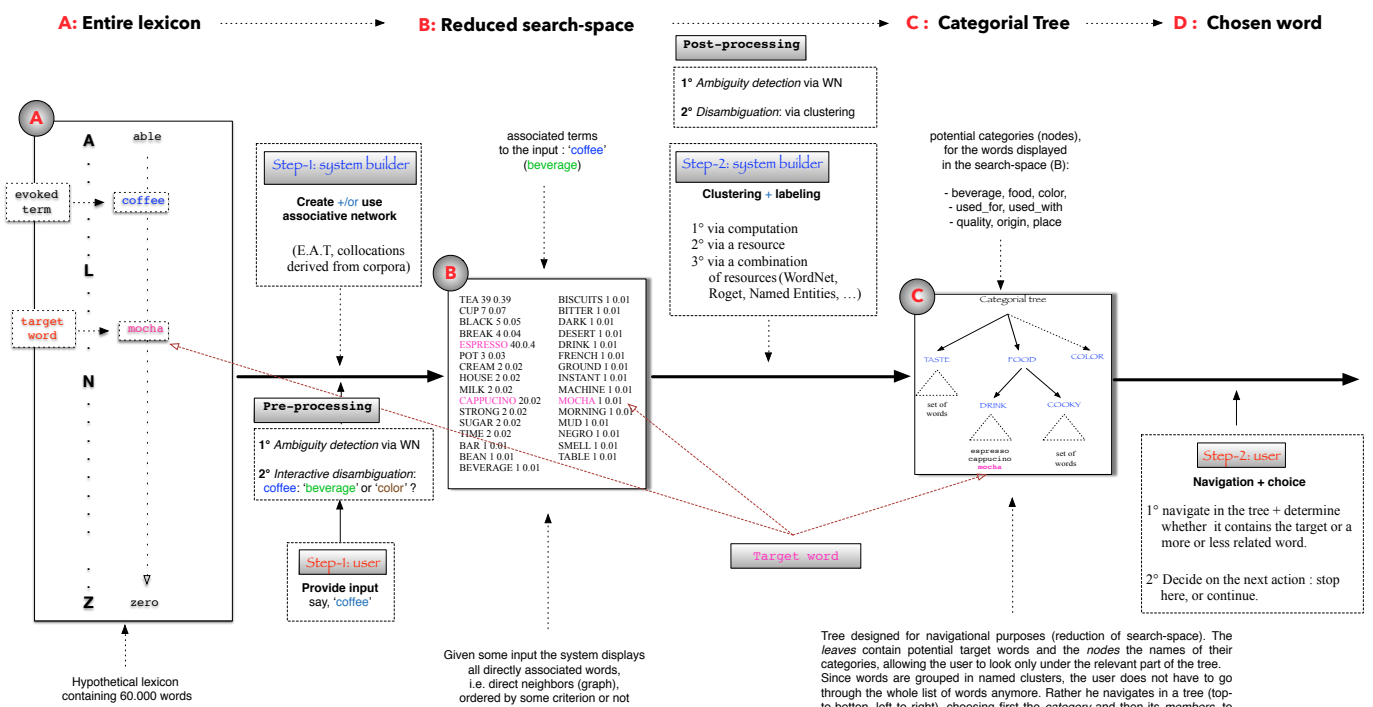 A: Entire lexicon
B: Reduced search-space
C : Categorial Tree
D : Chosen word
Post-processing
1° Ambiguity detection via WN
2° Disambiguation: via clustering
A
A
able
evoked
term
coffee
L
target
word
mocha
N
Z
zero
Hypothetical lexicon
containing 60.000 words
Step-1: system builder
Create +/or use
associative network
(E.A.T, collocations
derived from corpora)
Pre-processing
1° Ambiguity detection via WN
2° Interactive disambiguation:
coffee: ‘beverage’ or ‘color’ ?
Step-1: user
Provide input
say, ‘coffee’
associated terms
to the input : ‘coffee’
(beverage)
B
TEA 39 0.39
CUP 7 0.07
BLACK 5 0.05
BREAK 4 0.04
ESPRESSO 40.0.4
POT 3 0.03
CREAM 2 0.02
HOUSE 2 0.02
MILK 2 0.02
CAPPUCINO 20.02
STRONG 2 0.02
SUGAR 2 0.02
TIME 2 0.02
BAR 1 0.01
BEAN 1 0.01
BEVERAGE 1 0.01
BISCUITS 1 0.01
BITTER 1 0.01
DARK 1 0.01
DESERT 1 0.01
DRINK 1 0.01
FRENCH 1 0.01
GROUND 1 0.01
INSTANT 1 0.01
MACHINE 1 0.01
MOCHA 1 0.01
MORNING 1 0.01
MUD 1 0.01
NEGRO 1 0.01
SMELL 1 0.01
TABLE 1 0.01
Given some input the system displays
all directly associated words,
i.e. direct neighbors (graph),
ordered by some criterion or not
Step-2: system builder
Clustering + labeling
1° via computation
2° via a resource
3° via a combination
of resources (WordNet,
Roget, Named Entities, …)
Target word
potential categories (nodes),
for the words displayed
in the search-space (B):
- beverage, food, color,
- used_for, used_with
- quality, origin, place
C
Categorial tree
TASTE
FOOD
COLOR
set of
words
DRINK
COOKY
espresso
cappucino
mocha
set of
words
Tree designed for navigational purposes (reduction of search-space). The
leaves contain potential target words and the nodes the names of their
categories, allowing the user to look only under the relevant part of the tree.
Since words are grouped in named clusters, the user does not have to go
through the whole list of words anymore. Rather he navigates in a tree (top-
to-bottom, left to right), choosing first the category and then its members, to
Step-2: user
Navigation + choice
1° navigate in the tree + determine
whether it contains the target or a
more or less related word.
2° Decide on the next action : stop
here, or continue.